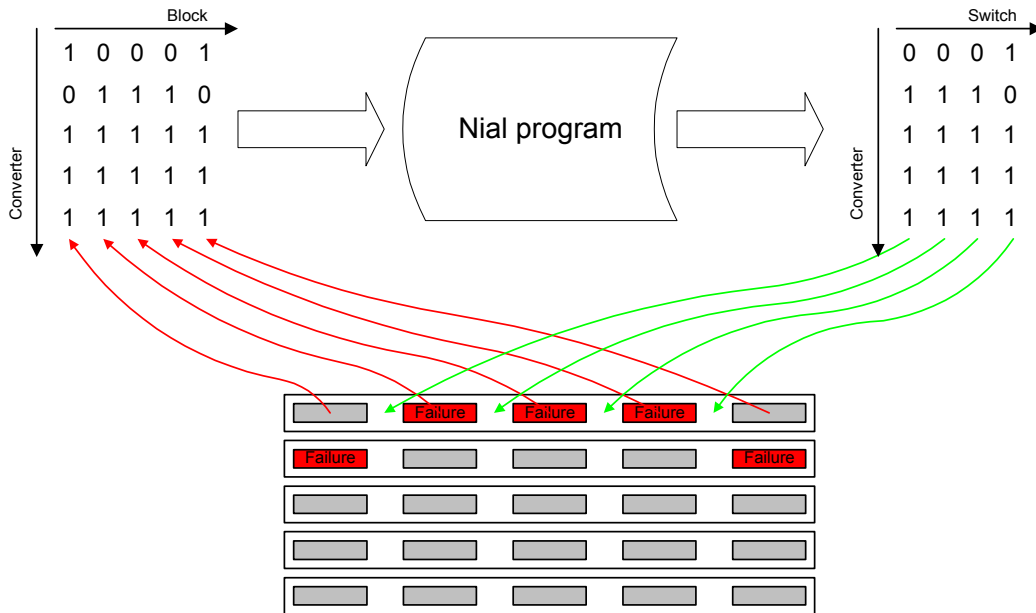 Block
Switch
1 0 0 0 1
0 0 0 1
0 1 1 1 0
1 1 1 0
Nial program
1 1 1 1 1
1 1 1 1
Converter
Converter
1 1 1 1 1
1 1 1 1
1 1 1 1 1
1 1 1 1
Failure Failure Failure
Failure Failure